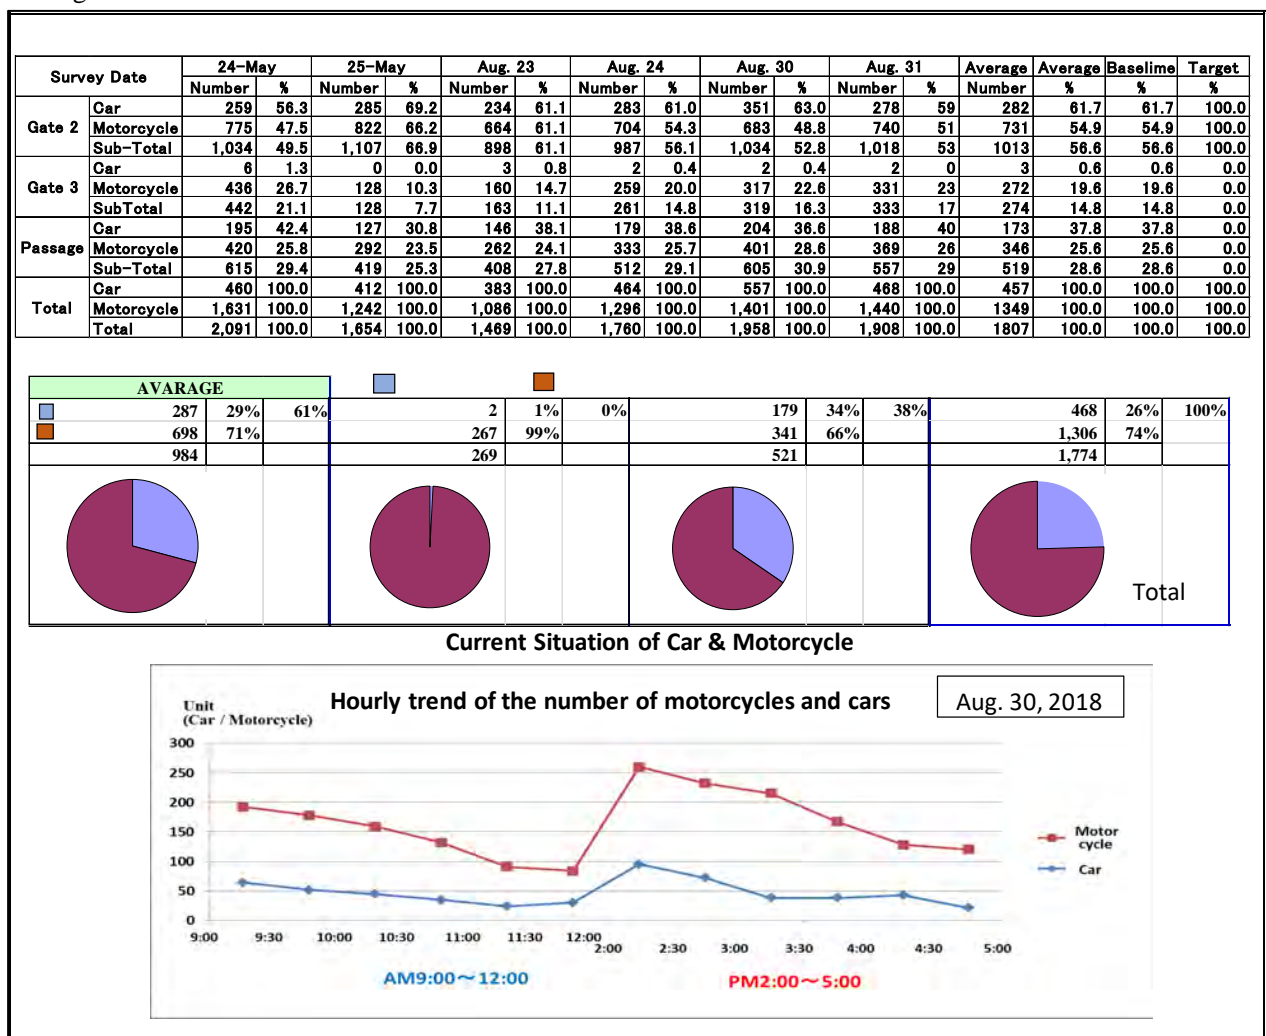 Survey Date 24-May 25-May Aug. 23 Aug. 24 Aug. 30 Aug. 31 Average Average Baselime Target
Number % Number % Number % Number % Number % Number % Number % % %
Gate 2 Car 259 56.3 285 69.2 234 61.1 283 61.0 351 63.0 278 59 282 61.7 61.7 100.0
Motorcycle 775 47.5 822 66.2 664 61.1 704 54.3 683 48.8 740 51 731 54.9 54.9 100.0
Sub-Total 1,034 49.5 1,107 66.9 898 61.1 987 56.1 1,034 52.8 1,018 53 1013 56.6 56.6 100.0
Gate 3 Car 6 1.3 0 0.0 3 0.8 2 0.4 2 0.4 2 0 3 0.6 0.6 0.0
Motorcycle 436 26.7 128 10.3 160 14.7 259 20.0 317 22.6 331 23 272 19.6 19.6 0.0
SubTotal 442 21.1 128 7.7 163 11.1 261 14.8 319 16.3 333 17 274 14.8 14.8 0.0
Passage Car 195 42.4 127 30.8 146 38.1 179 38.6 204 36.6 188 40 173 37.8 37.8 0.0
Motorcycle 420 25.8 292 23.5 262 24.1 333 25.7 401 28.6 369 26 346 25.6 25.6 0.0
Sub-Total 615 29.4 419 25.3 408 27.8 512 29.1 605 30.9 557 29 519 28.6 28.6 0.0
Total Car 460 100.0 412 100.0 383 100.0 464 100.0 557 100.0 468 100.0 457 100.0 100.0 100.0
Motorcycle 1,631 100.0 1,242 100.0 1,086 100.0 1,296 100.0 1,401 100.0 1,440 100.0 1349 100.0 100.0 100.0
Total 2,091 100.0 1,654 100.0 1,469 100.0 1,760 100.0 1,958 100.0 1,908 100.0 1807 100.0 100.0 100.0
AVARAGE
287 29% 61% 2 1% 0% 179 34% 38% 468 26% 100%
698 71% 267 99% 341 66% 1,306 74%
984 269 521 1,774
Total
Current Situation of Car & Motorcycle
Hourly trend of the number of motorcycles and cars
Aug. 30, 2018
Unit
(Car / Motorcycle)
300
250
200
150
100
50
0
Motor
cycle
Car
9:00 9:30 10:00 10:30 11:00 11:30 12:00 2:00 2:30 3:00 3:30 4:00 4:30 5:00
AM9:00～12:00 PM2:00～5:00